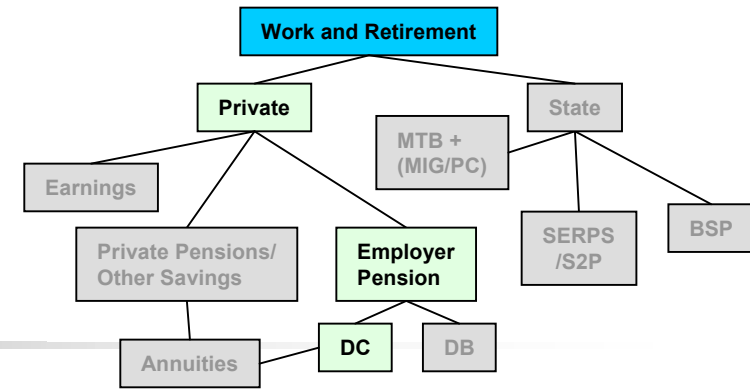 Work and Retirement
Private
State
MTB +
(MIG/PC)
Earnings
Private Pensions/
Other Savings
Employer
Pension
SERPS
/S2P
BSP
Annuities
DC
DB